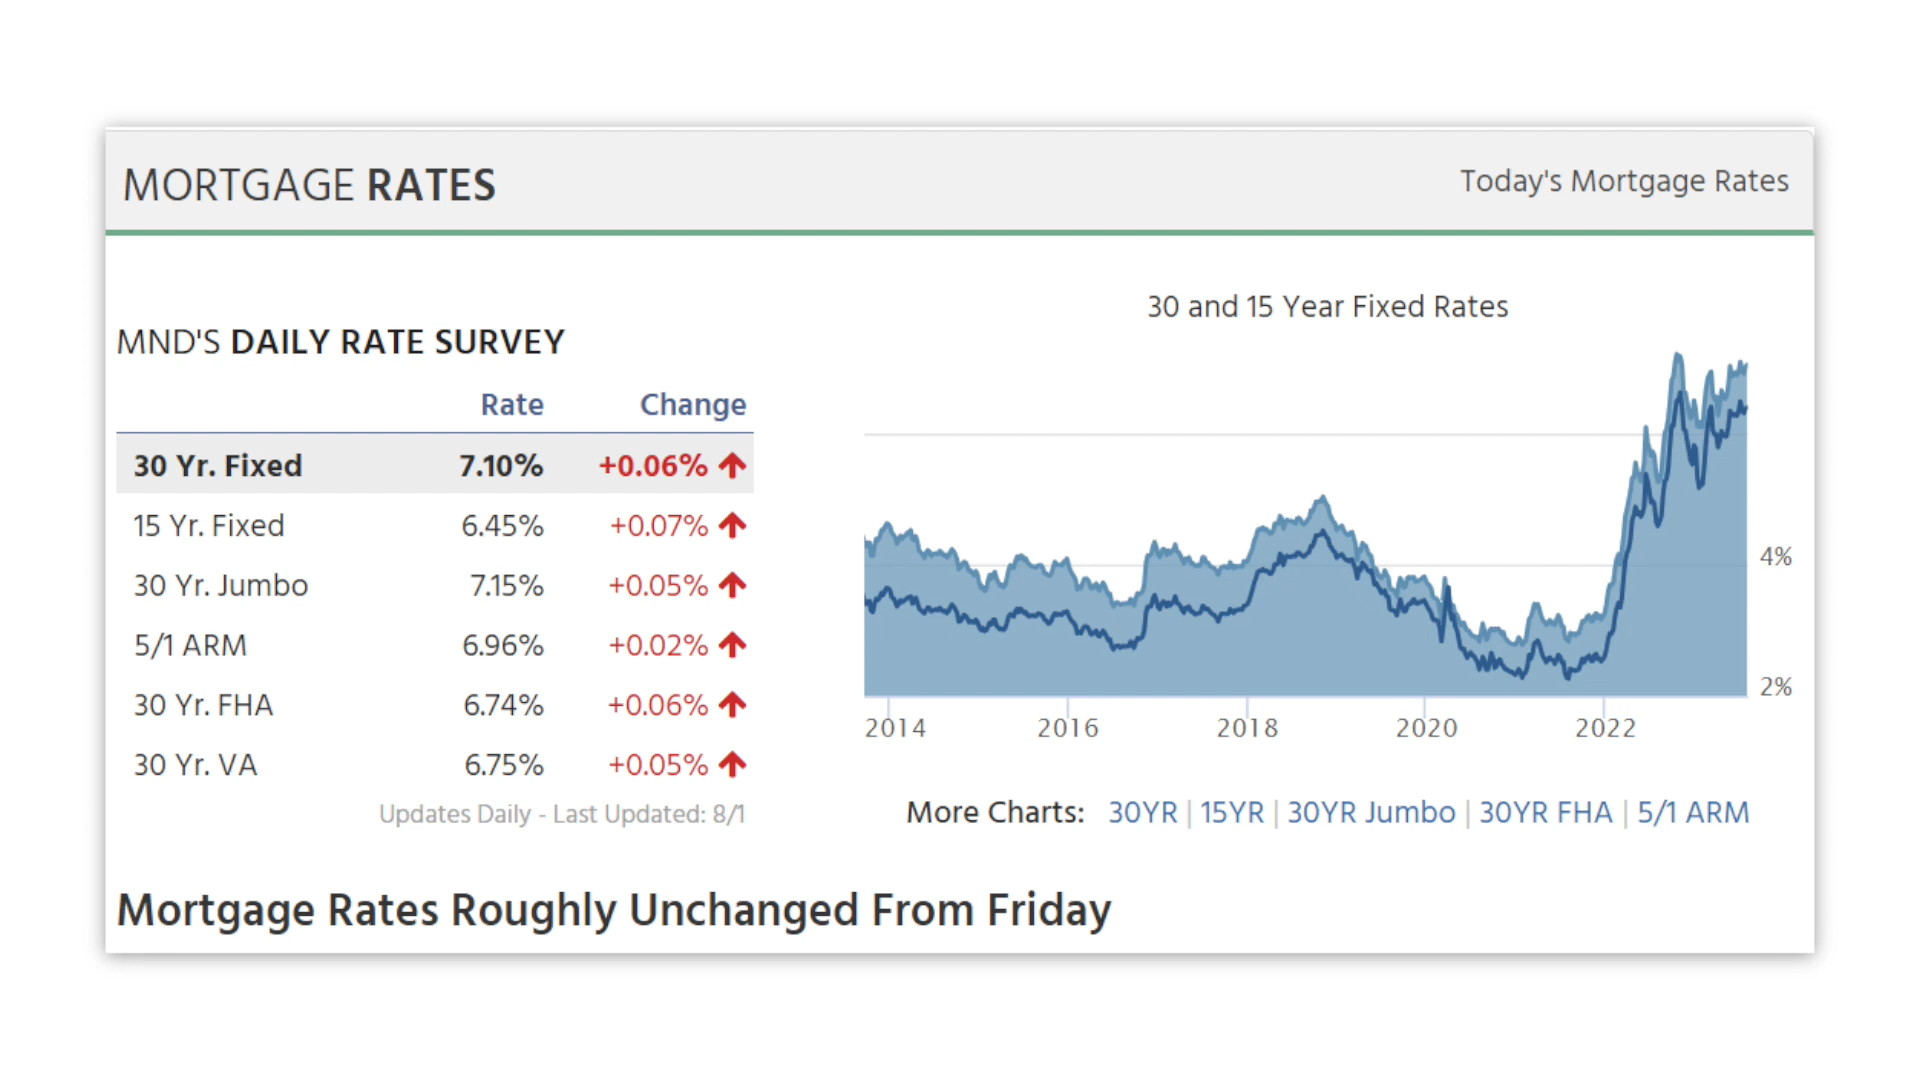 MORTGAGE RATES
Today's Mortgage Rates
MND'S DAILY RATE SURVEY
Rate Change
30 Yr. Fixed 7.10% +0.06%
15 Yr. Fixed 6.45% +0.07%
30 Yr. Jumbo 7.15% +0.05%
5/1 ARM 6.96% +0.02%
30 Yr. FHA 6.74% +0.06%
30 Yr. VA 6.75% +0.05%
Updates Daily - Last Updated: 8/1
30 and 15 Year Fixed Rates
4%
2%
2014 2016 2018 2020 2022
More Charts: 30YR | 15YR | 30YR Jumbo | 30YR FHA | 5/1 ARM
Mortgage Rates Roughly Unchanged From Friday